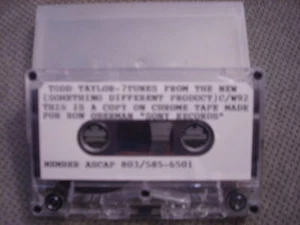 TODD TAYLOR-7TUNES FROM THE NEW
[SOMETHING DIFFERENT PRODUCT]C/W92
THIS IS A COPY ON CHROME TAPE MADE
FOR RON OBERMAN "SONY RECORDS"
MEMBER ASCAP 803/585-6501